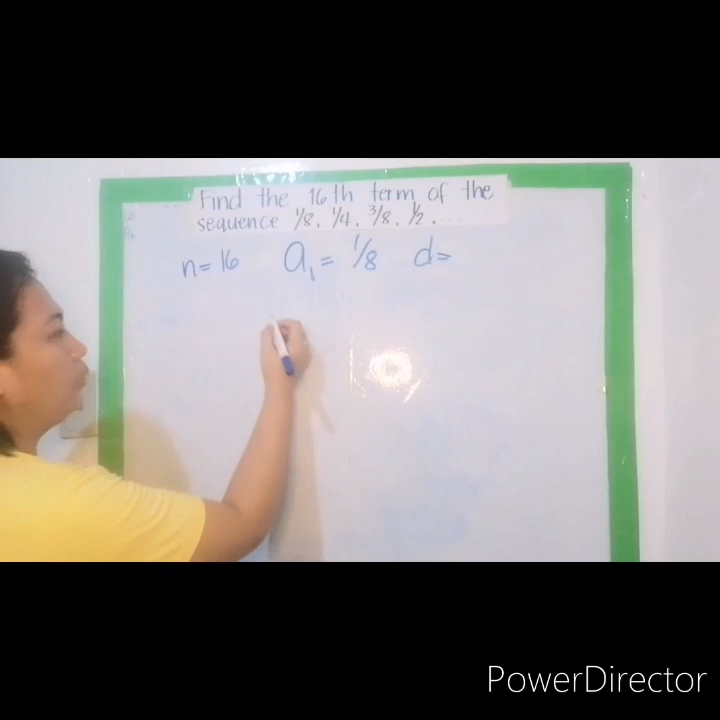 Find the 16th term of the
sequence 1/8, 1/4, 3/8, 1/2, ....
n=16 a₁= 1/8 d=
PowerDirector